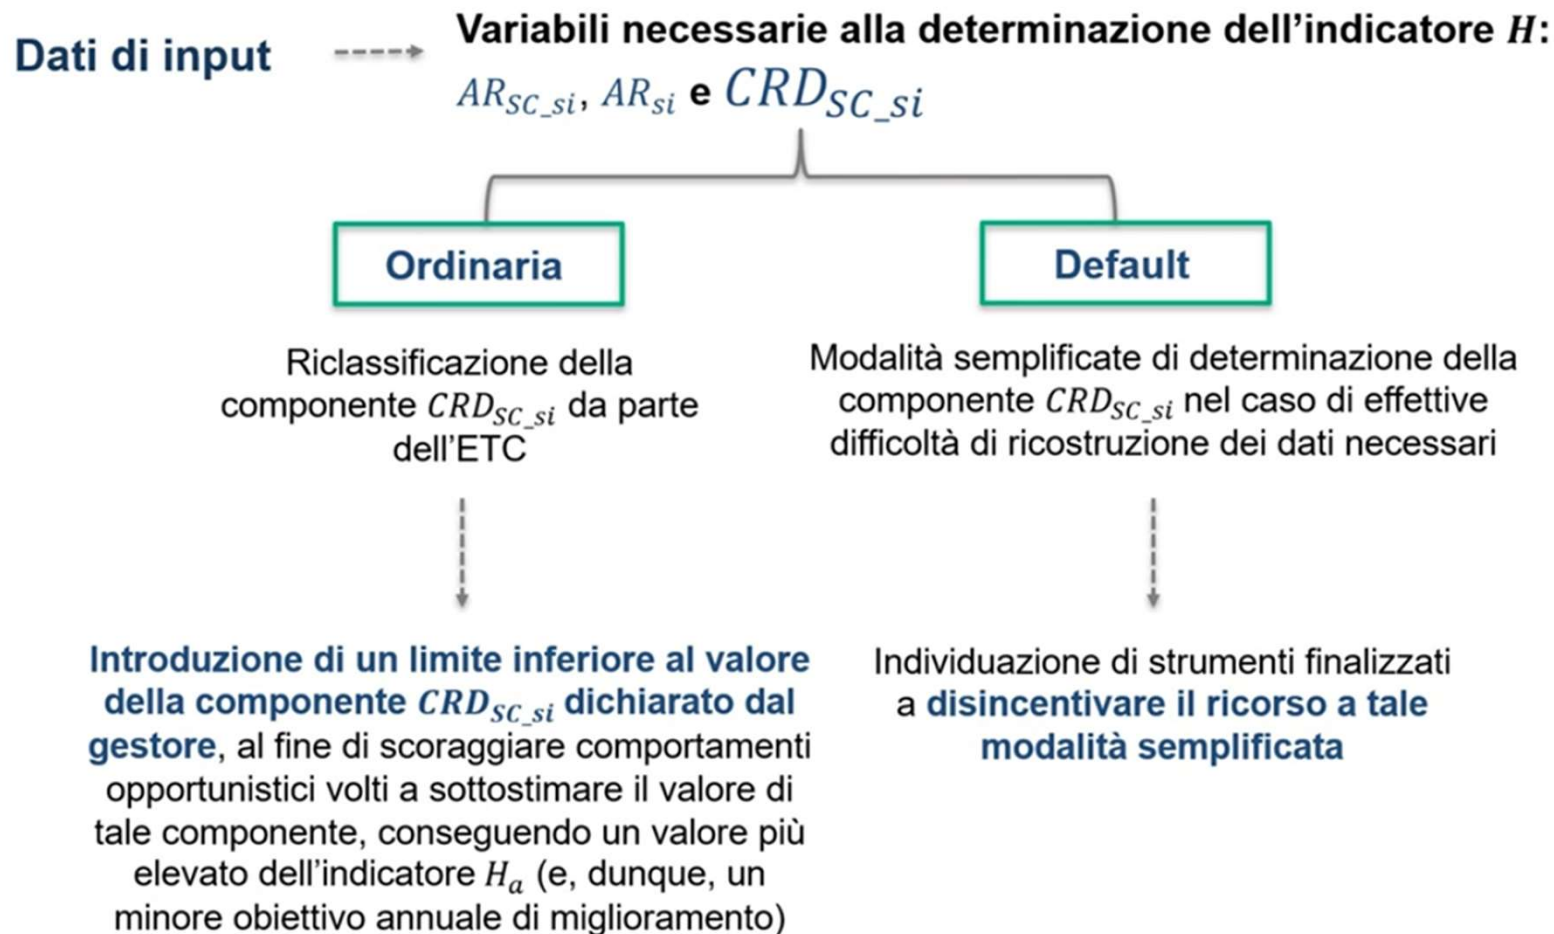 Dati di input
Variabili necessarie alla determinazione dell'indicatore H:
AR_SC_si, AR_si e CRD_SC_si
Ordinaria
Riclassificazione della
componente CRD_SC_si da parte
dell'ETC
Introduzione di un limite inferiore al valore
della componente CRD_SC_si dichiarato dal
gestore, al fine di scoraggiare comportamenti
opportunistici volti a sottostimare il valore di
tale componente, conseguendo un valore più
elevato dell'indicatore H_a (e, dunque, un
minore obiettivo annuale di miglioramento)
Default
Modalità semplificate di determinazione della
componente CRD_SC_si nel caso di effettive
difficoltà di ricostruzione dei dati necessari
Individuazione di strumenti finalizzati
a disincentivare il ricorso a tale
modalità semplificata